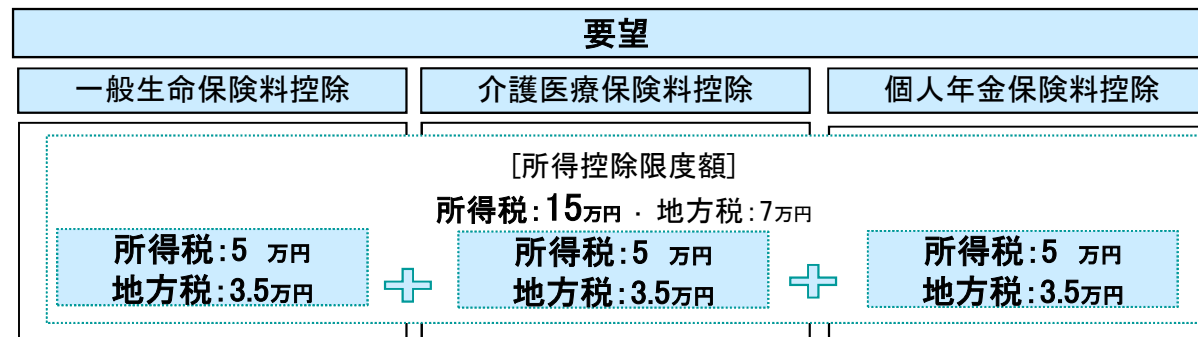 要望
一般生命保険料控除
介護医療保険料控除
個人年金保険料控除
[所得控除限度額]
所得税:15万円 ・ 地方税:7万円
所得税:5 万円
地方税:3.5万円
所得税:5 万円
地方税:3.5万円
所得税:5 万円
地方税:3.5万円